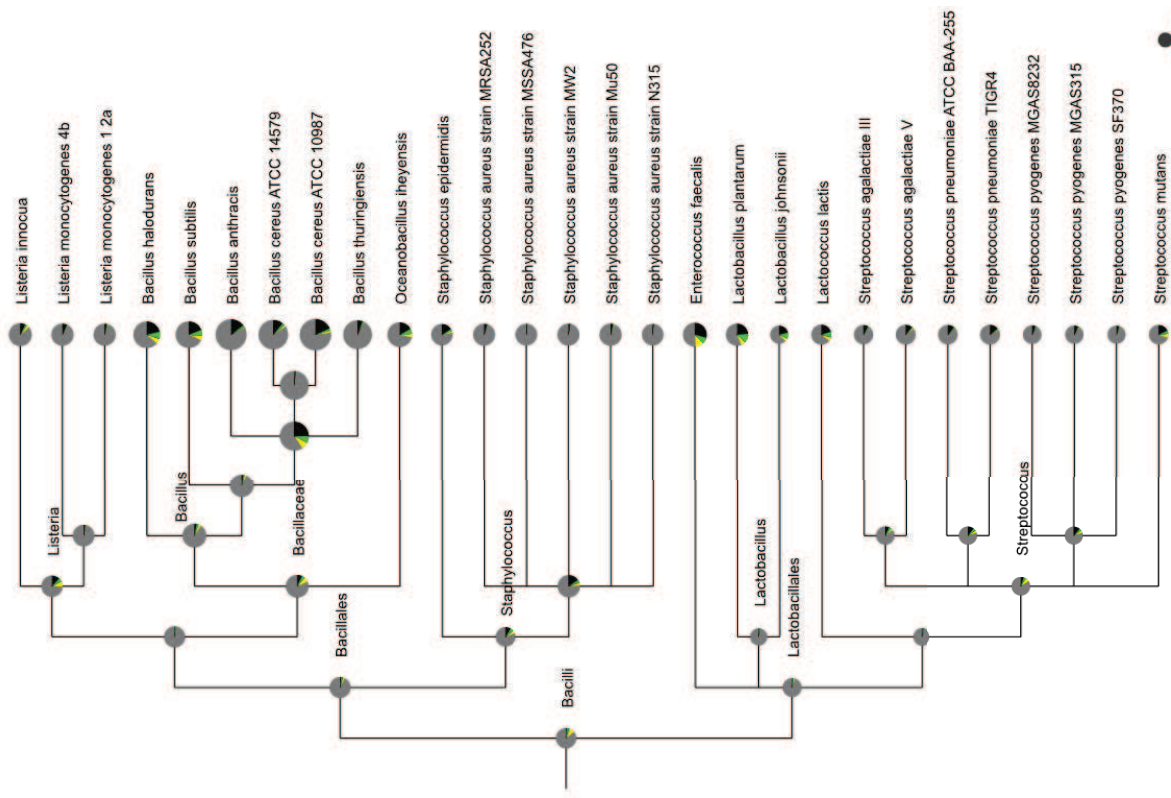 Listeria innocua
Listeria monocytogenes 4b
Listeria monocytogenes 1 2a
Bacillus halodurans
Bacillus subtilis
Bacillus anthracis
Bacillus cereus ATCC 14579
Bacillus cereus ATCC 10987
Bacillus thuringiensis
Oceanobacillus iheyensis
Staphylococcus epidermidis
Staphylococcus aureus strain MRSA252
Staphylococcus aureus strain MSSA476
Staphylococcus aureus strain MW2
Staphylococcus aureus strain Mu50
Staphylococcus aureus strain N315
Enterococcus faecalis
Lactobacillus plantarum
Lactobacillus johnsonii
Lactococcus lactis
Streptococcus agalactiae III
Streptococcus agalactiae V
Streptococcus pneumoniae ATCC BAA-255
Streptococcus pneumoniae TIGR4
Streptococcus pyogenes MGAS8232
Streptococcus pyogenes MGAS315
Streptococcus pyogenes SF370
Streptococcus mutans
Listeria
Bacillus
Bacillaceae
Bacillales
Staphylococcus
Bacilli
Lactobacillus
Lactobacillales
Streptococcus